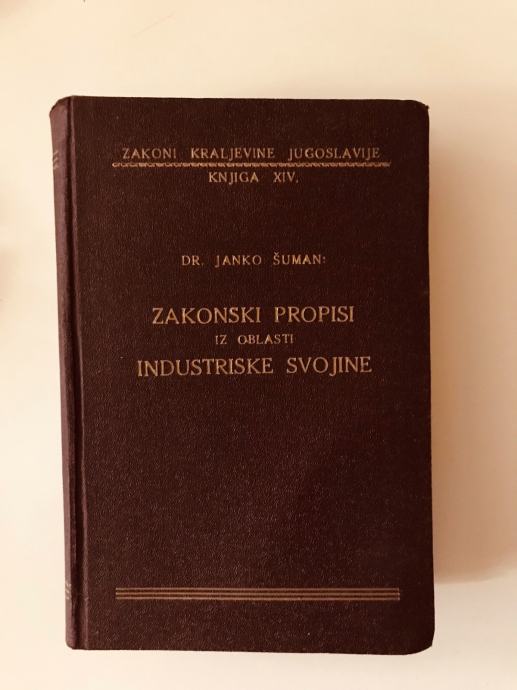 ZAKONI KRALJEVINE JUGOSLAVIJE
KNJIGA XIV.
DR. JANKO ŠUMAN:
ZAKONSKI PROPISI
IZ OBLASTI
INDUSTRISKE SVOJINE